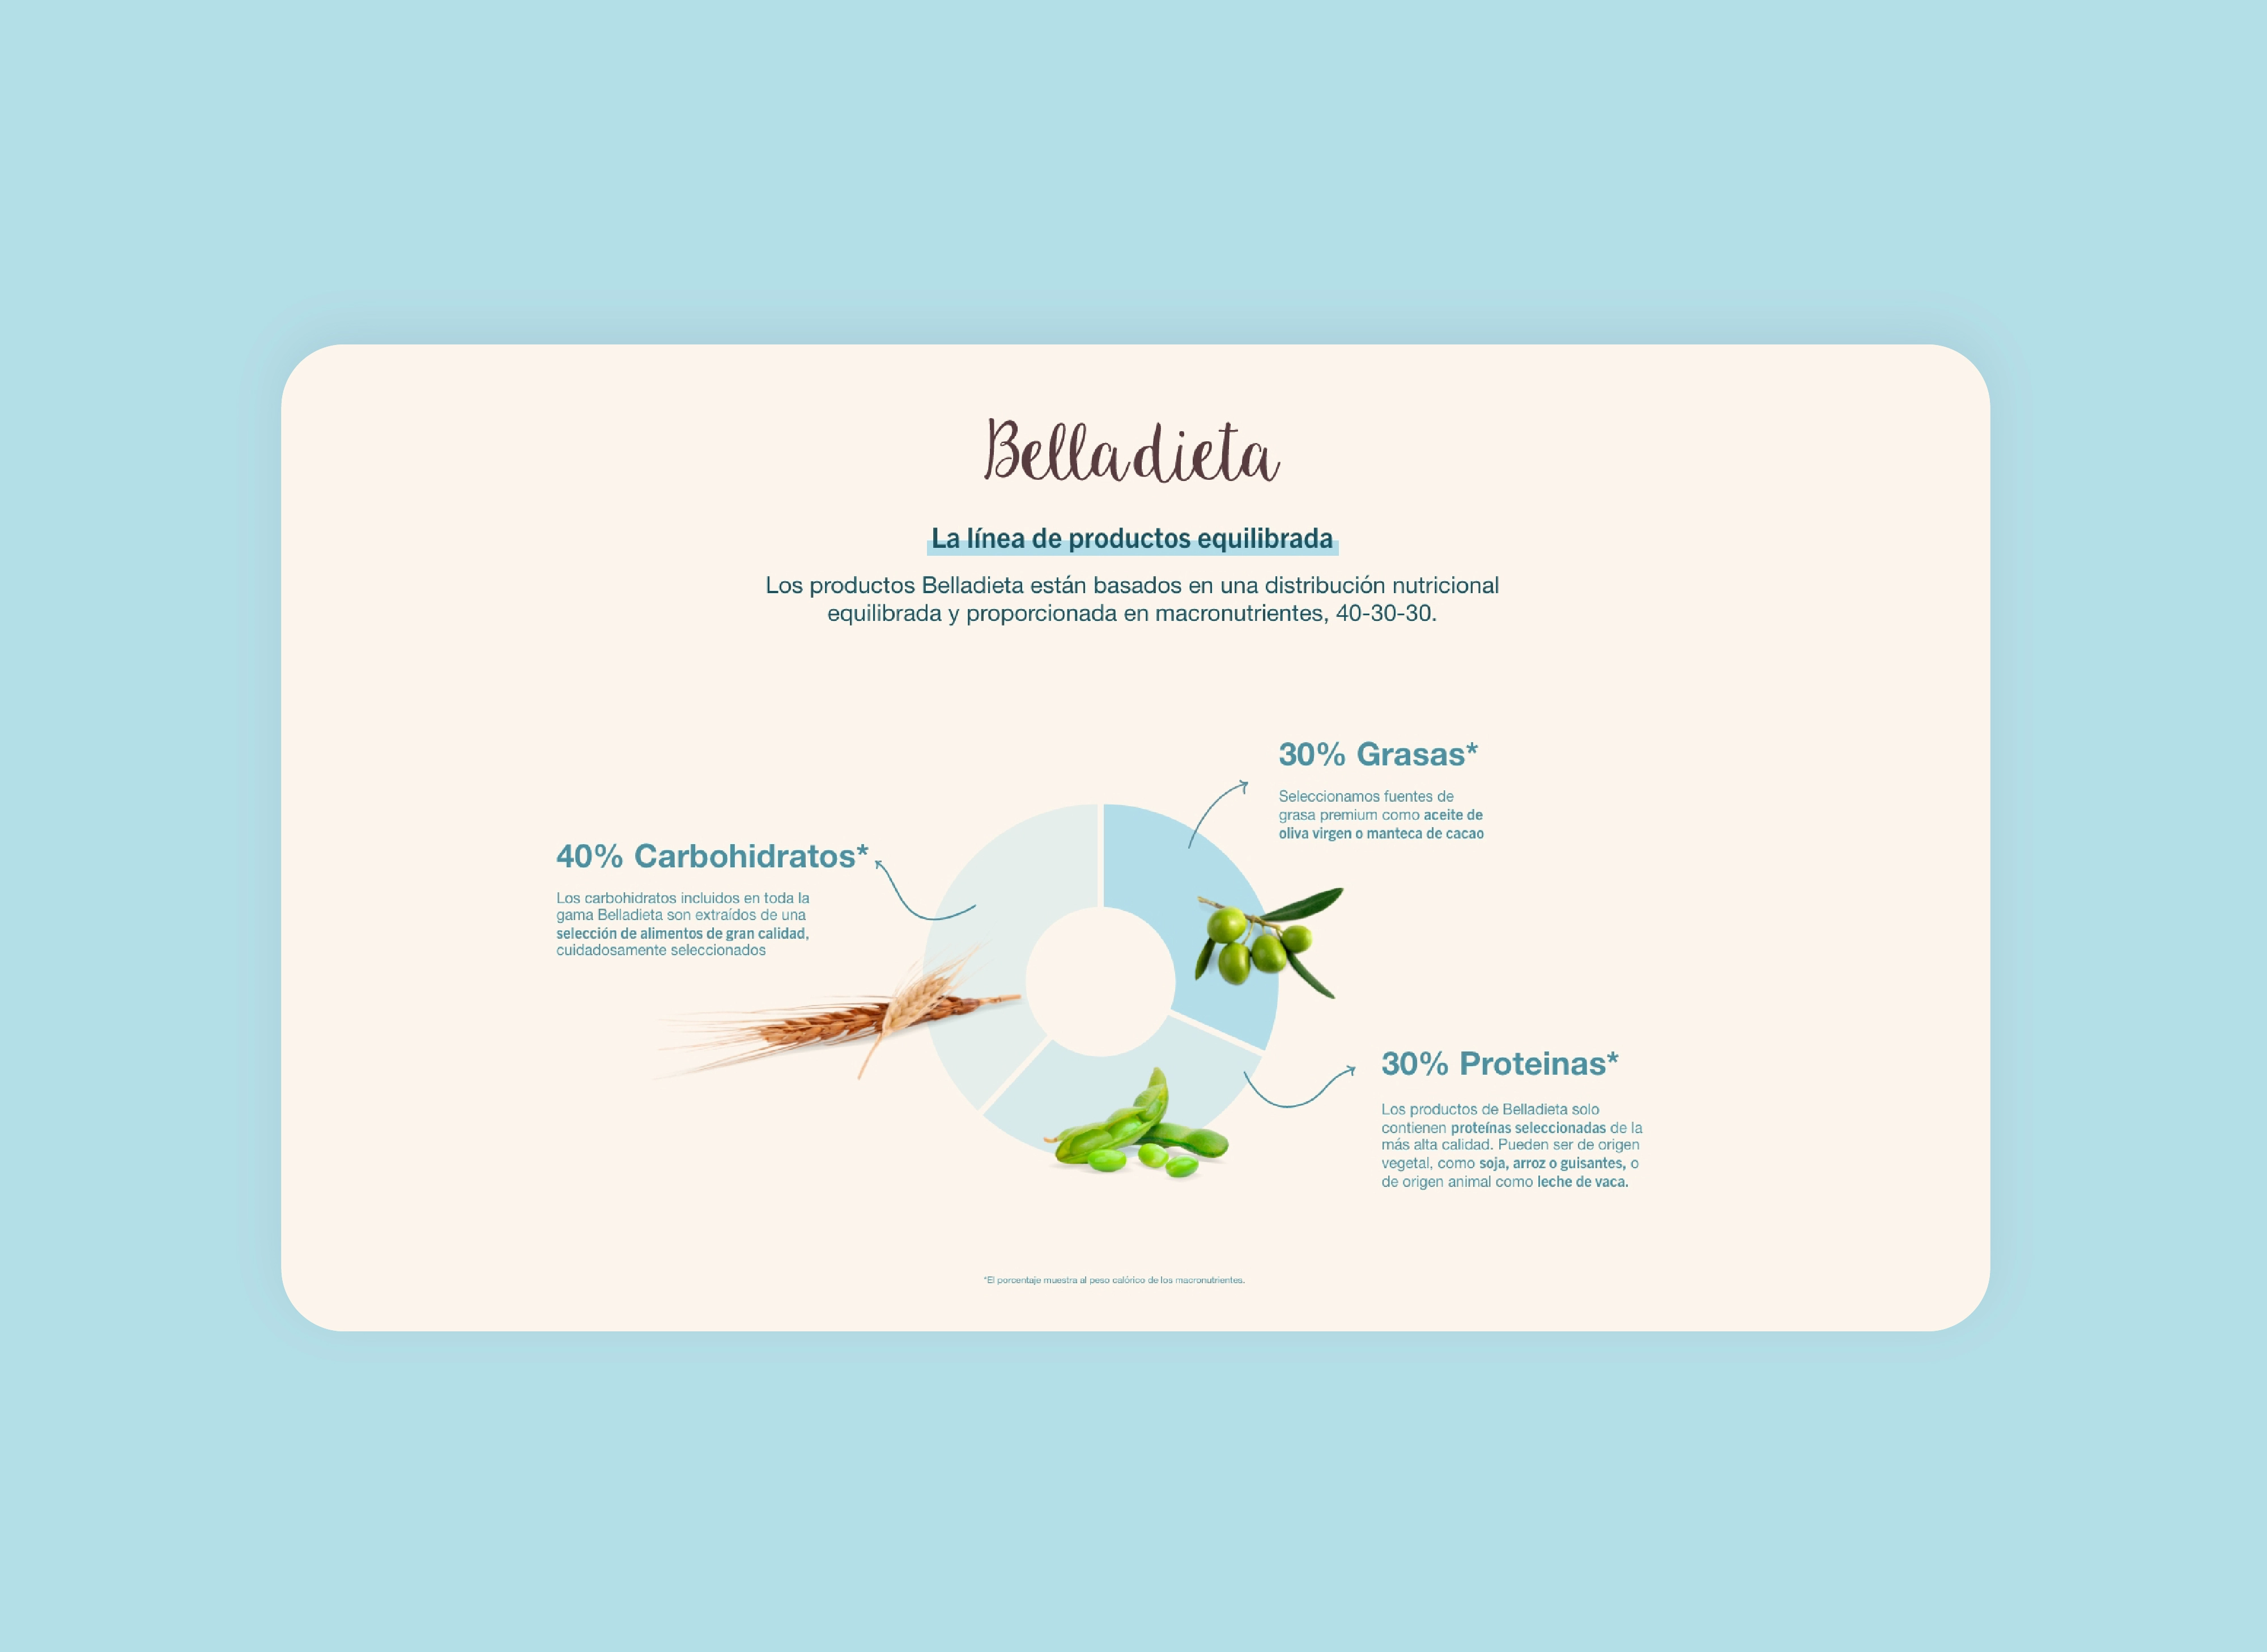 Belladieta
La línea de productos equilibrada
Los productos Belladieta están basados en una distribución nutricional
equilibrada y proporcionada en macronutrientes, 40-30-30.
30% Grasas*
Seleccionamos fuentes de
grasa premium como aceite de
oliva virgen o manteca de cacao
40% Carbohidratos*
Los carbohidratos incluidos en toda la
gama Belladieta son extraídos de una
selección de alimentos de gran calidad,
cuidadosamente seleccionados
30% Proteinas*
Los productos de Belladieta solo
contienen proteínas seleccionadas de la
más alta calidad. Pueden ser de origen
vegetal, como soja, arroz o guisantes, o
de origen animal como leche de vaca.
*El porcentaje muestra al peso calórico de los macronutrientes.